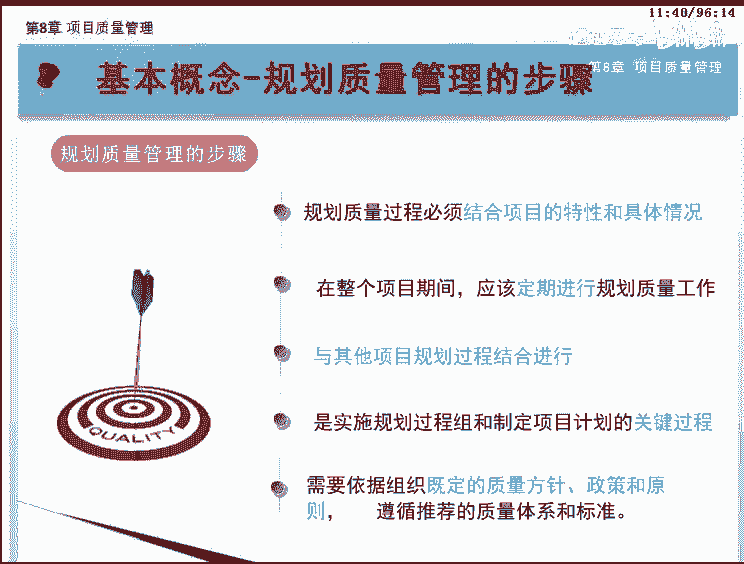 11:40/96:14
第8章 项目质量管理
第8章 项目质量管理
基本概念-规划质量管理的步骤
规划质量管理的步骤
规划质量过程必须结合项目的特性和具体情况
在整个项目期间，应该定期进行规划质量工作
与其他项目规划过程结合进行
是实施规划过程组和制定项目计划的关键过程
需要依据组织既定的质量方针、政策和原
则， 遵循推荐的质量体系和标准。
QUALITY